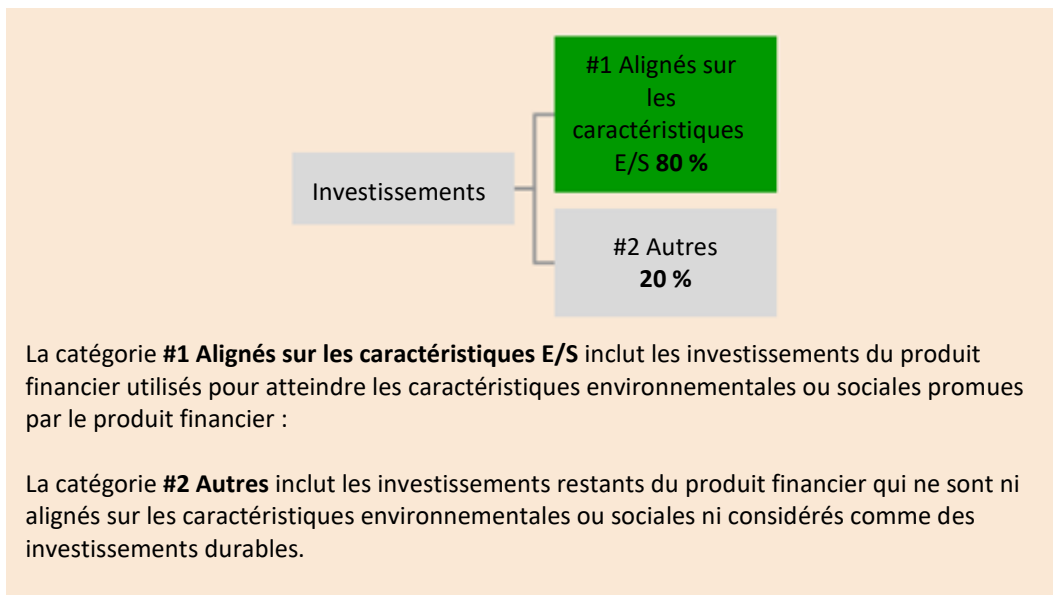 #1 Alignés sur
les
caractéristiques
E/S 80 %
Investissements
#2 Autres
20 %
La catégorie #1 Alignés sur les caractéristiques E/S inclut les investissements du produit
financier utilisés pour atteindre les caractéristiques environnementales ou sociales promues
par le produit financier :
La catégorie #2 Autres inclut les investissements restants du produit financier qui ne sont ni
alignés sur les caractéristiques environnementales ou sociales ni considérés comme des
investissements durables.